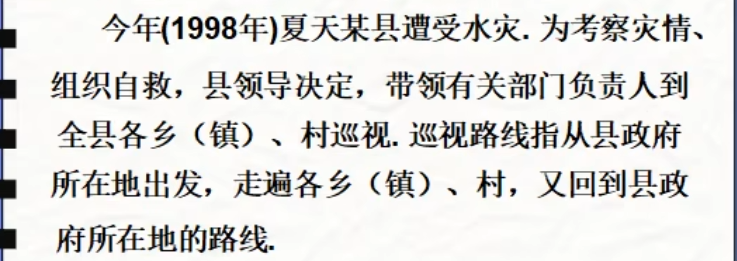 今年(1998年)夏天某县遭受水灾. 为考察灾情、
组织自救，县领导决定，带领有关部门负责人到
全县各乡（镇）、村巡视. 巡视路线指从县政府
所在地出发，走遍各乡（镇）、村，又回到县政
府所在地的路线.